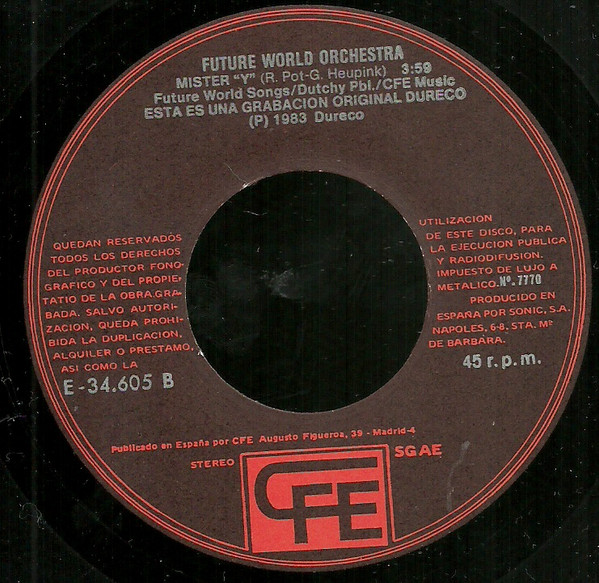 FUTURE WORLD ORCHESTRA
MISTER "Y" (R. Pot-G. Heupink) 3:59
Future World Songs/Dutchy Pbl./CFE Music
ESTA ES UNA GRABACION ORIGINAL DURECO
(P) 1983 Dureco
QUEDAN RESERVADOS
TODOS LOS DERECHOS
DEL PRODUCTOR FONO-
GRAFICO Y DEL PROPIE-
TATIO DE LA OBRA.GRA-
BADA. SALVO AUTORI-
ZACION, QUEDA PROHI-
BIDA LA DUPLICACION,
ALQUILER O PRESTAMO,
ASI COMO LA
E-34.605 B
UTILIZACION
DE ESTE DISCO, PARA
LA EJECUCION PUBLICA
Y RADIODIFUSION.
IMPUESTO DE LUJO A
METALICO. Nº. 7770
PRODUCIDO EN
ESPAÑA POR SONIC, S.A.
NAPOLES, 6-8, STA. Mª
DE BARBARA.
45 r.p.m.
Publicado en España por CFE Augusto Figueroa, 39 - Madrid-4
STEREO
SGAE
CFE